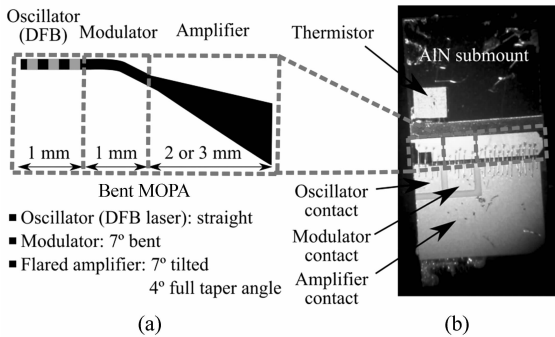 Oscillator
(DFB)
Modulator
Amplifier
1 mm
1 mm
2 or 3 mm
Bent MOPA
Oscillator (DFB laser): straight
Modulator: 7º bent
Flared amplifier: 7º tilted
4º full taper angle
(a)
Thermistor
AlN submount
Oscillator
contact
Modulator
contact
Amplifier
contact
(b)